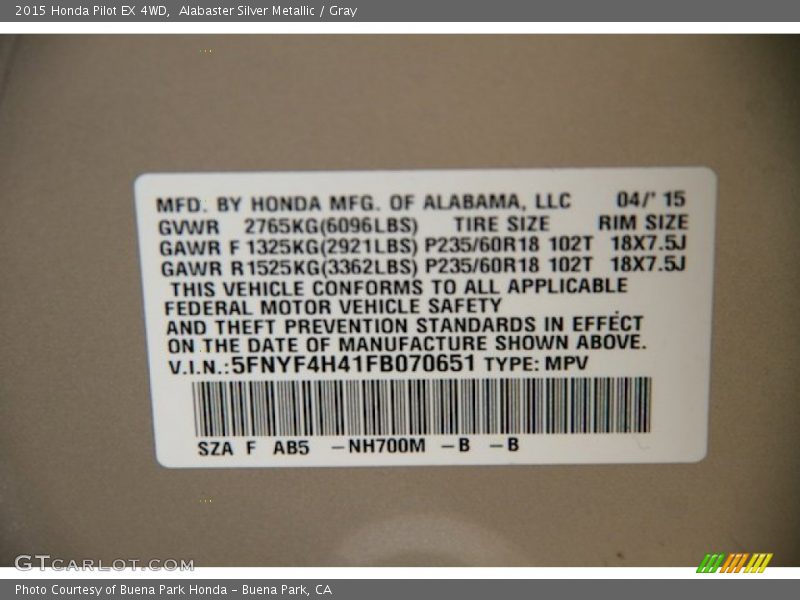 2015 Honda Pilot EX 4WD, Alabaster Silver Metallic / Gray
MFD. BY HONDA MFG. OF ALABAMA, LLC 04/' 15
GVWR 2765KG(6096LBS) TIRE SIZE RIM SIZE
GAWR F 1325KG(2921LBS) P235/60R18 102T 18X7.5J
GAWR R 1525KG(3362LBS) P235/60R18 102T 18X7.5J
THIS VEHICLE CONFORMS TO ALL APPLICABLE
FEDERAL MOTOR VEHICLE SAFETY
AND THEFT PREVENTION STANDARDS IN EFFECT
ON THE DATE OF MANUFACTURE SHOWN ABOVE.
V.I.N.:5FNYF4H41FB070651 TYPE: MPV
SZA F AB5 -NH700M -B -B
GTCARLOT.COM
Photo Courtesy of Buena Park Honda - Buena Park, CA